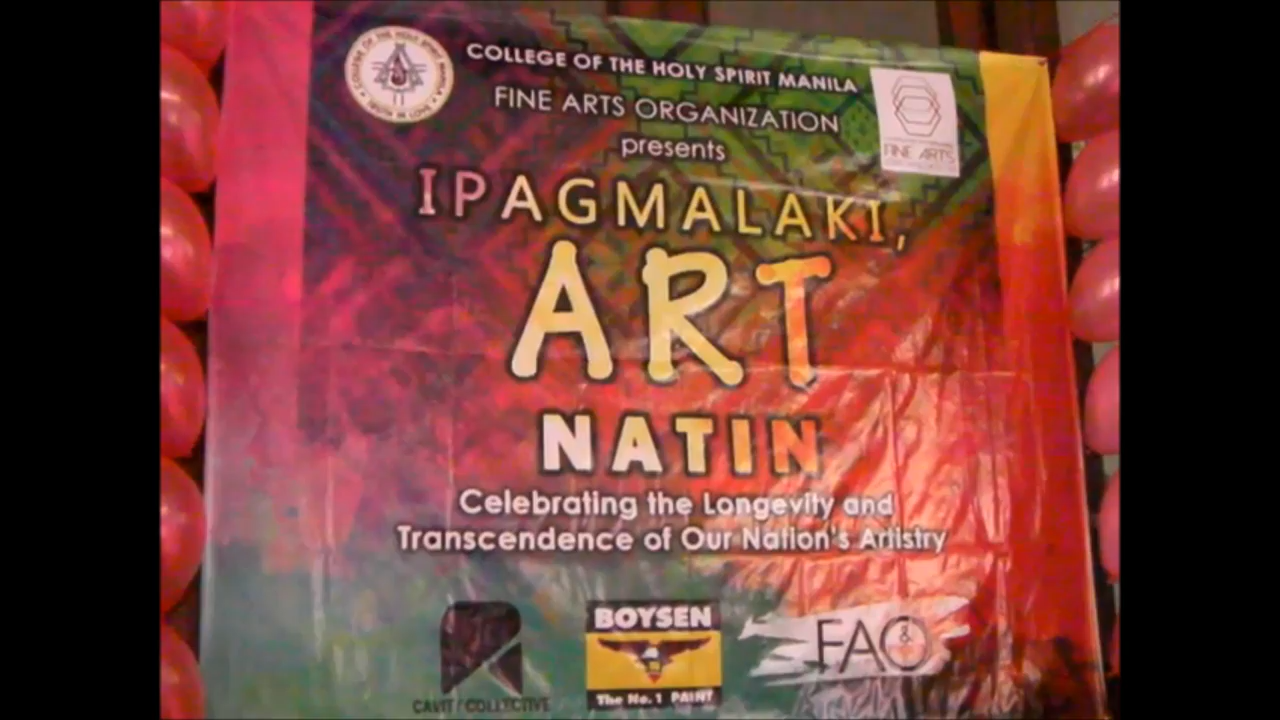 COLLEGE OF THE HOLY SPIRIT MANILA
FINE ARTS ORGANIZATION
presents
FINE ARTS
IPAGMALAKI,
ART
NATIN
Celebrating the Longevity and
Transcendence of Our Nation's Artistry
CAVITE COLLECTIVE
BOYSEN
The No.1 PAINT
FAO